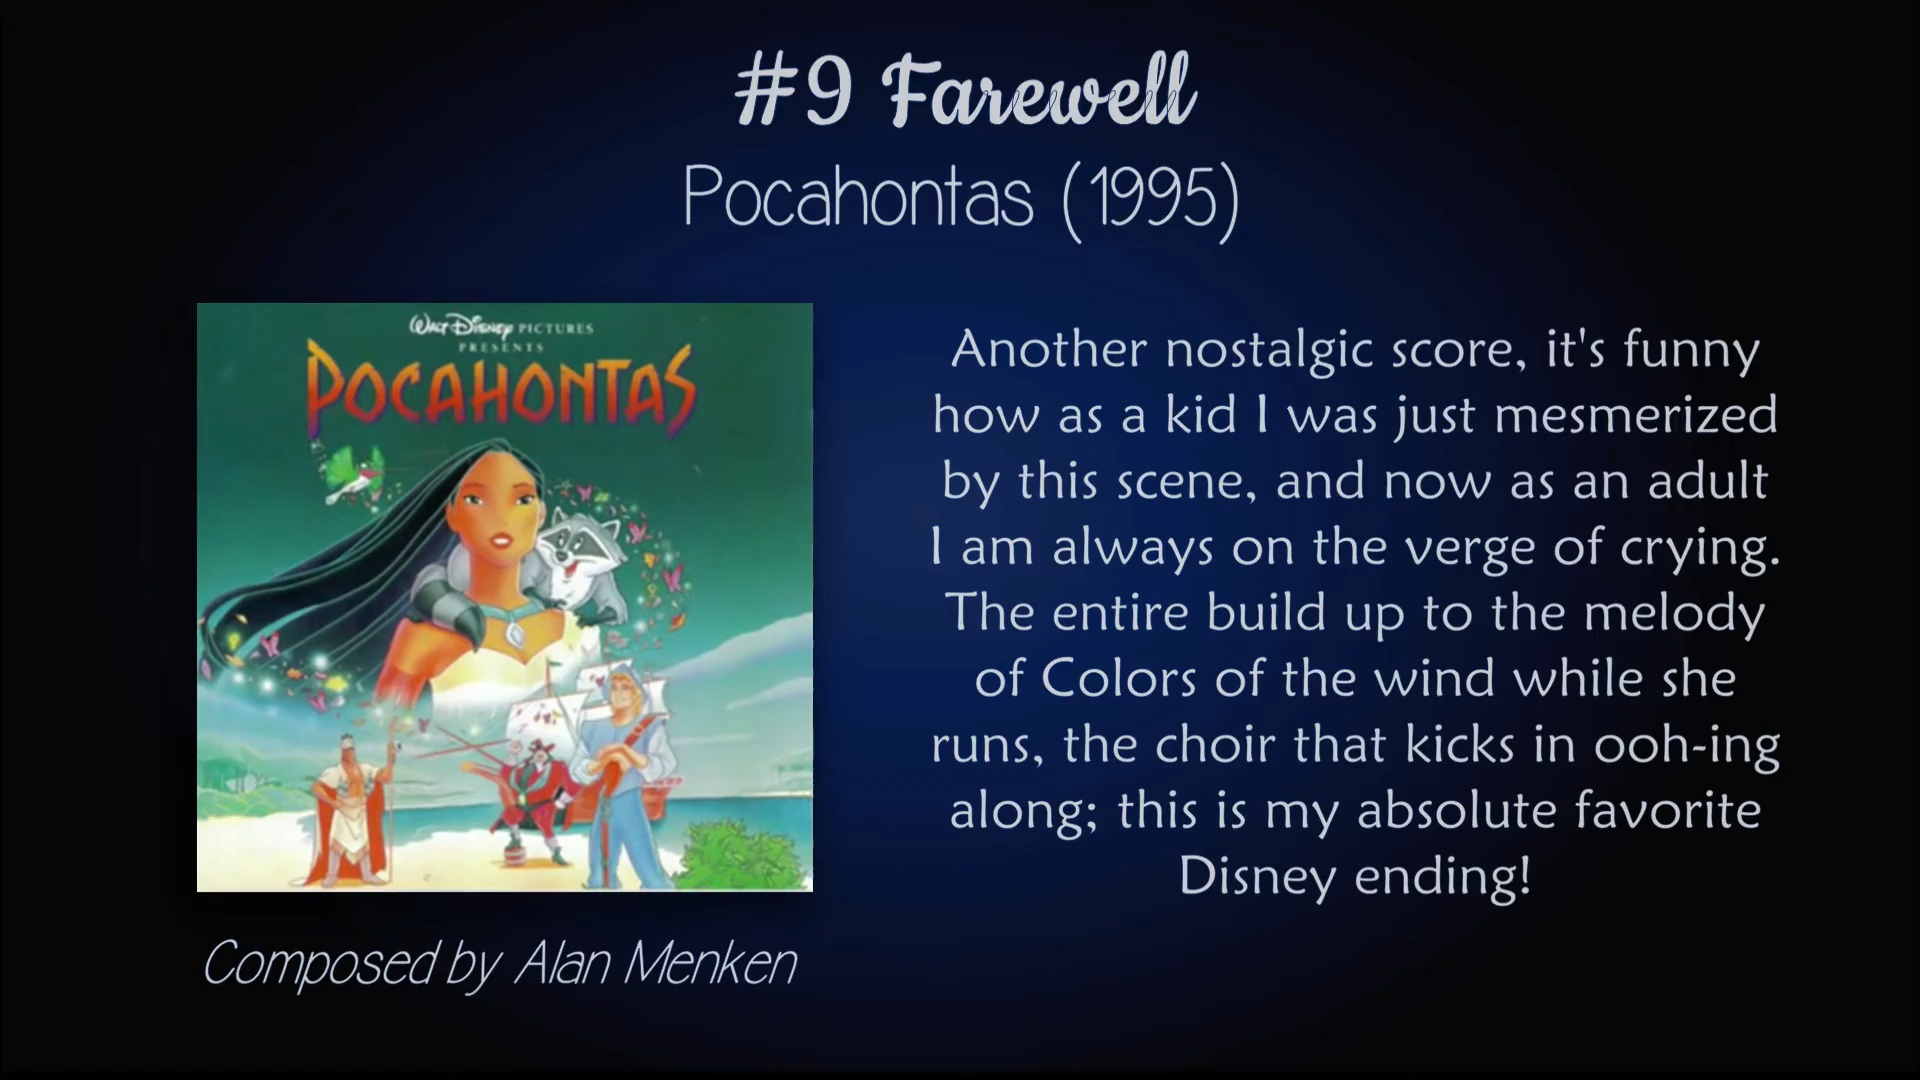 #9 Farewell
Pocahontas (1995)
WALT DISNEY PICTURES
PRESENTS
POCAHONTAS
Another nostalgic score, it's funny
how as a kid I was just mesmerized
by this scene, and now as an adult
I am always on the verge of crying.
The entire build up to the melody
of Colors of the wind while she
runs, the choir that kicks in ooh-ing
along; this is my absolute favorite
Disney ending!
Composed by Alan Menken